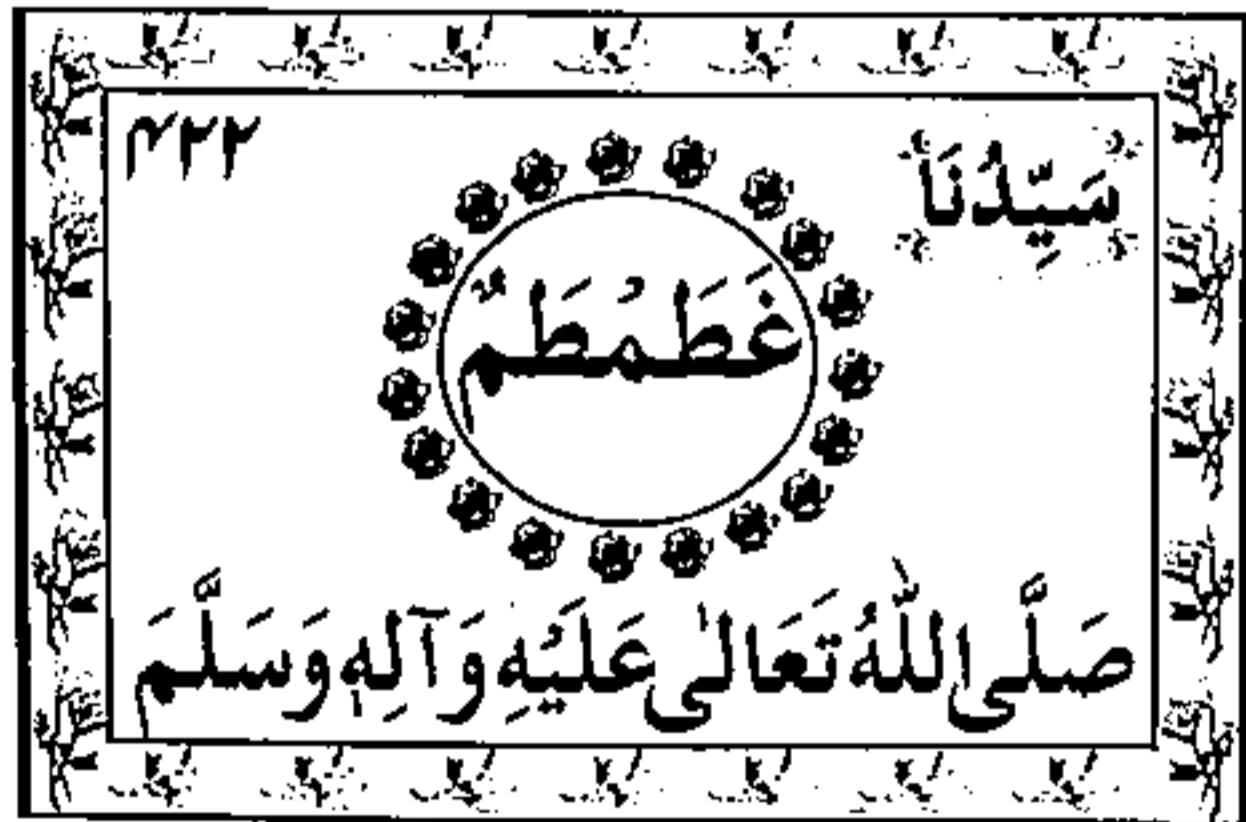 سَیِّدُنَا ۴۲۲
غَطَمْطَمٌ
صَلَّی اللّٰهُ تَعَالٰی عَلَیْهِ وَآلِهٖ وَسَلَّمَ